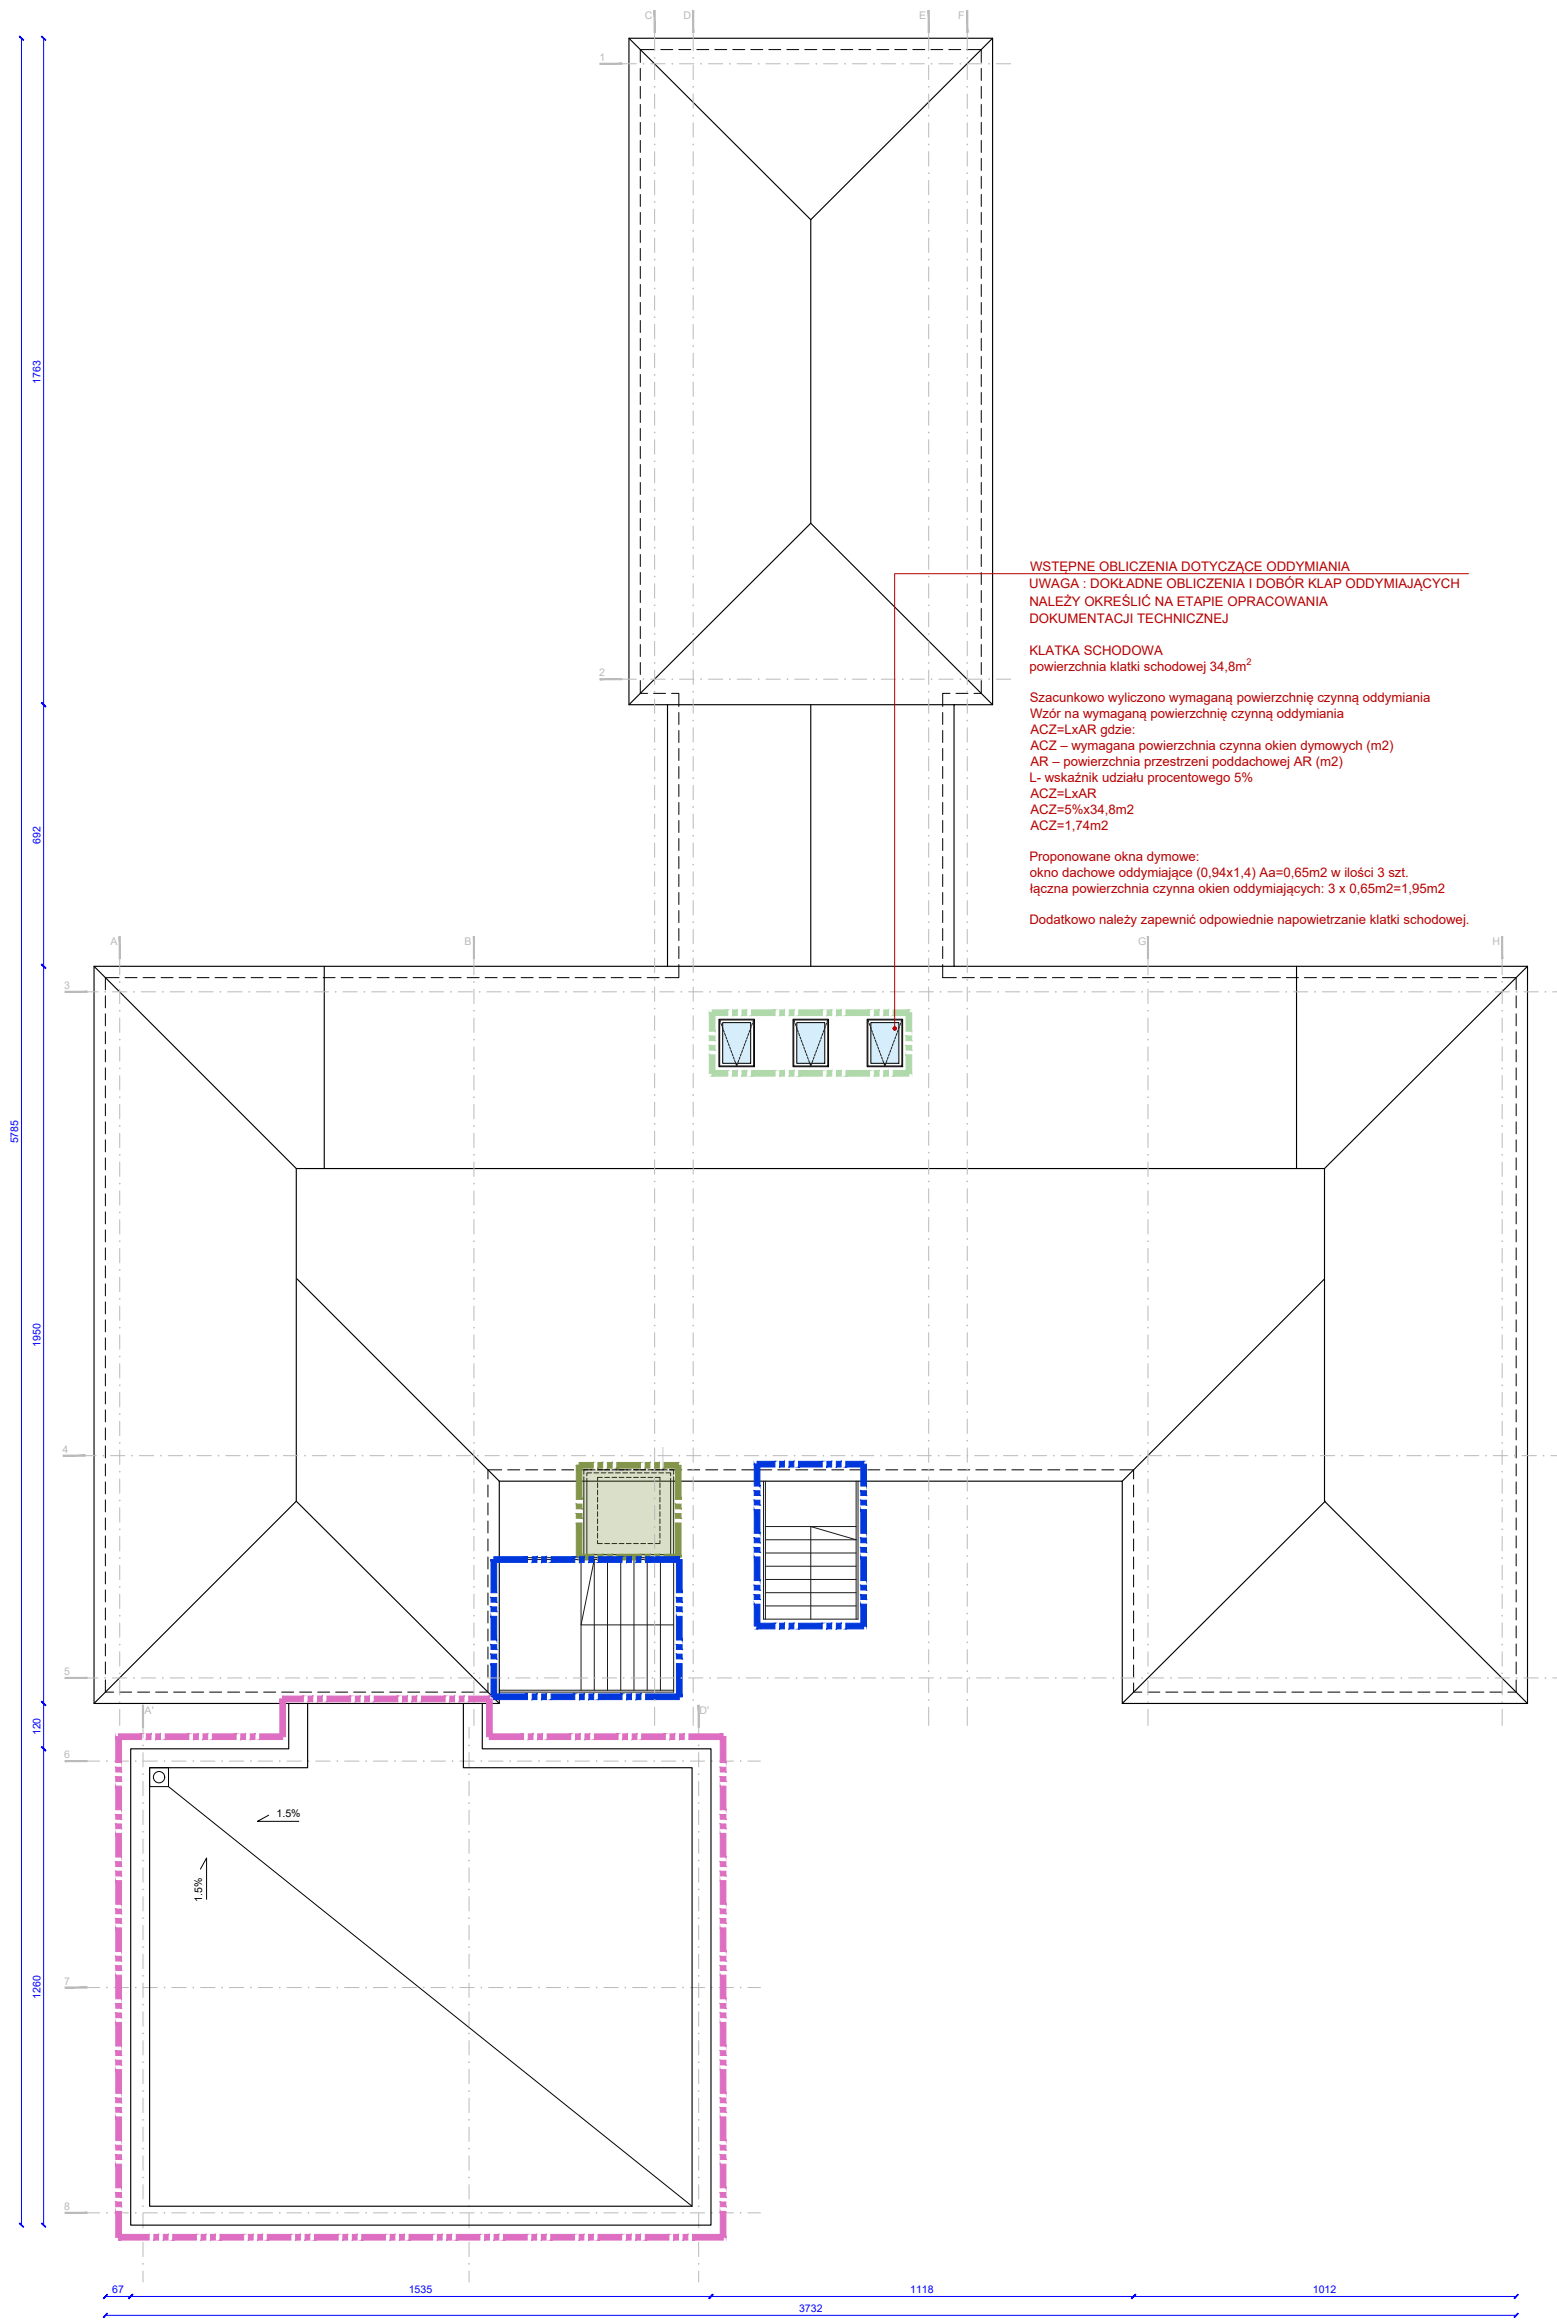 C D E F
1
1763
WSTĘPNE OBLICZENIA DOTYCZĄCE ODDYMIANIA
UWAGA : DOKŁADNE OBLICZENIA I DOBÓR KLAP ODDYMIAJĄCYCH
NALEŻY OKREŚLIĆ NA ETAPIE OPRACOWANIA
DOKUMENTACJI TECHNICZNEJ
KLATKA SCHODOWA
powierzchnia klatki schodowej 34,8m²
Szacunkowo wyliczono wymaganą powierzchnię czynną oddymiania
Wzór na wymaganą powierzchnię czynną oddymiania
ACZ=LxAR gdzie:
ACZ – wymagana powierzchnia czynna okien dymowych (m2)
AR – powierzchnia przestrzeni poddachowej AR (m2)
L- wskaźnik udziału procentowego 5%
ACZ=LxAR
ACZ=5%x34,8m2
ACZ=1,74m2
Proponowane okna dymowe:
okno dachowe oddymiające (0,94x1,4) Aa=0,65m2 w ilości 3 szt.
łączna powierzchnia czynna okien oddymiających: 3 x 0,65m2=1,95m2
Dodatkowo należy zapewnić odpowiednie napowietrzanie klatki schodowej.
2
692
A B G H
3
5785
1950
4
5
120
A' D'
6
1.5%
1.5%
7
1260
8
67 1535 1118 1012
3732